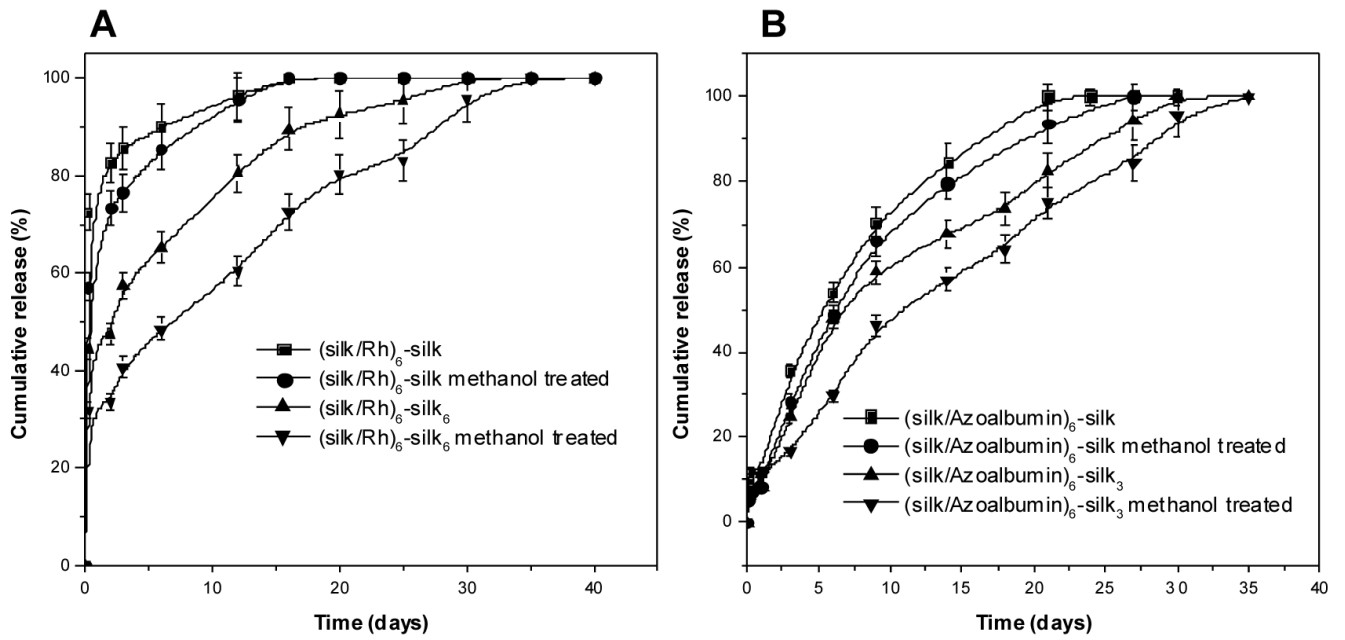 A
Cumulative release (%)
100
80
60
40
20
0
(silk/Rh)6-silk
(silk/Rh)6-silk methanol treated
(silk/Rh)6-silk6
(silk/Rh)6-silk6 methanol treated
0 10 20 30 40
Time (days)
B
Cumulative release (%)
100
80
60
40
20
0
(silk/Azoalbumin)6-silk
(silk/Azoalbumin)6-silk methanol treated
(silk/Azoalbumin)6-silk3
(silk/Azoalbumin)6-silk3 methanol treated
0 5 10 15 20 25 30 35 40
Time (days)